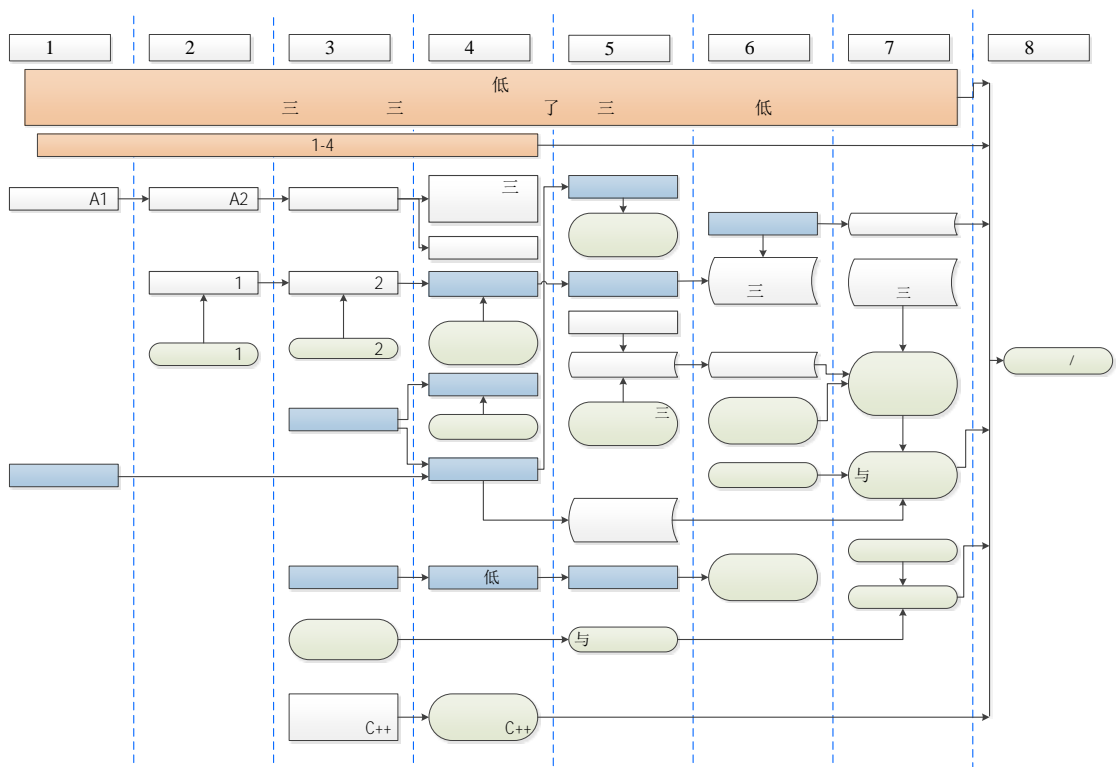 1 2 3 4 5 6 7 8
低
三 三 了 三 低
1-4
A1 A2 三
1 2 三 三
1 2
/
三
与
低
与
C++ C++